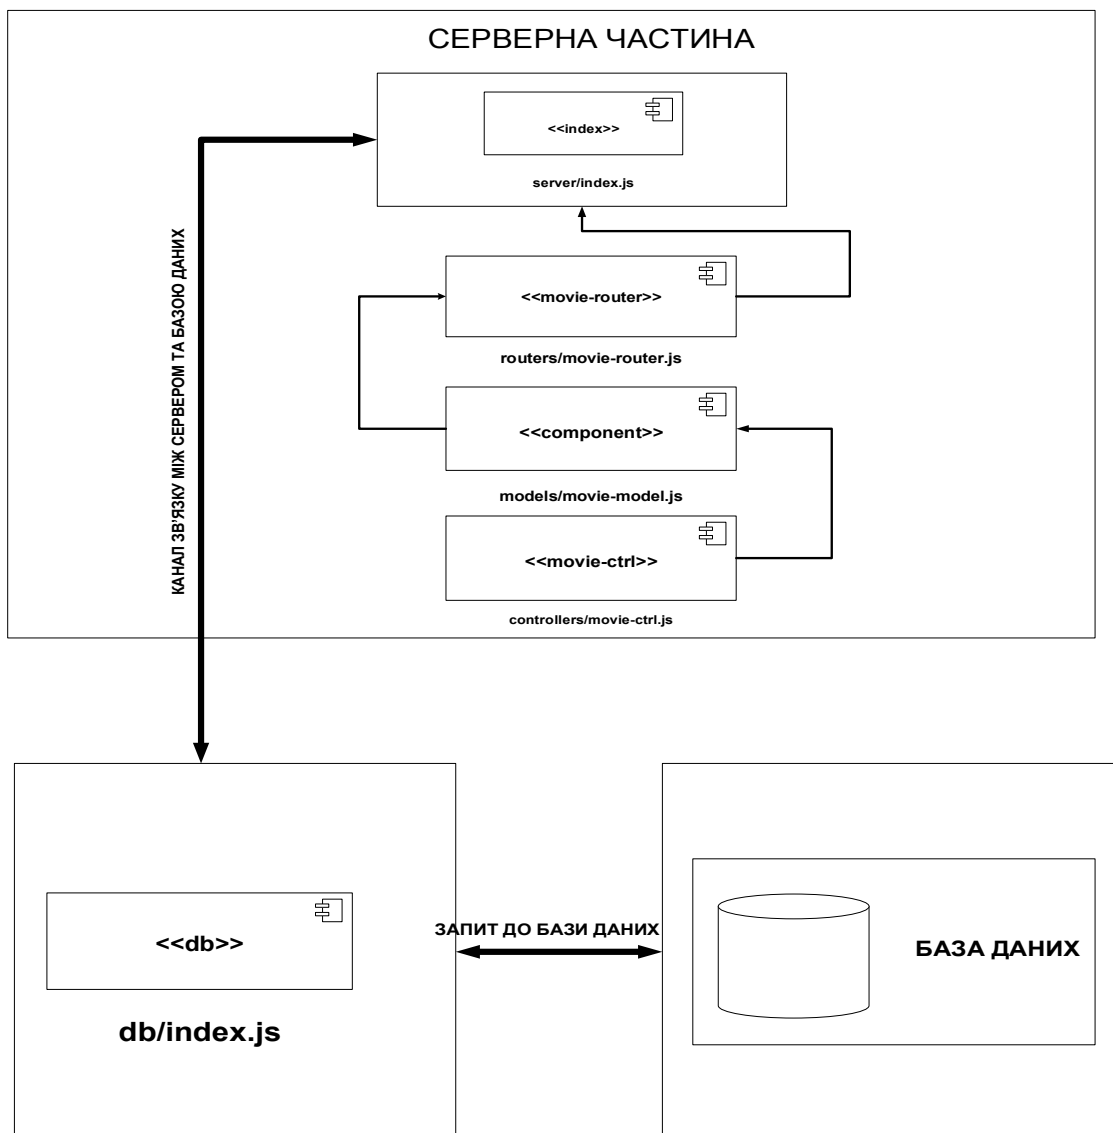 СЕРВЕРНА ЧАСТИНА
<<index>>
server/index.js
<<movie-router>>
routers/movie-router.js
<<component>>
models/movie-model.js
<<movie-ctrl>>
controllers/movie-ctrl.js
КАНАЛ ЗВ'ЯЗКУ МІЖ СЕРВЕРОМ ТА БАЗОЮ ДАНИХ
<<db>>
db/index.js
ЗАПИТ ДО БАЗИ ДАНИХ
БАЗА ДАНИХ